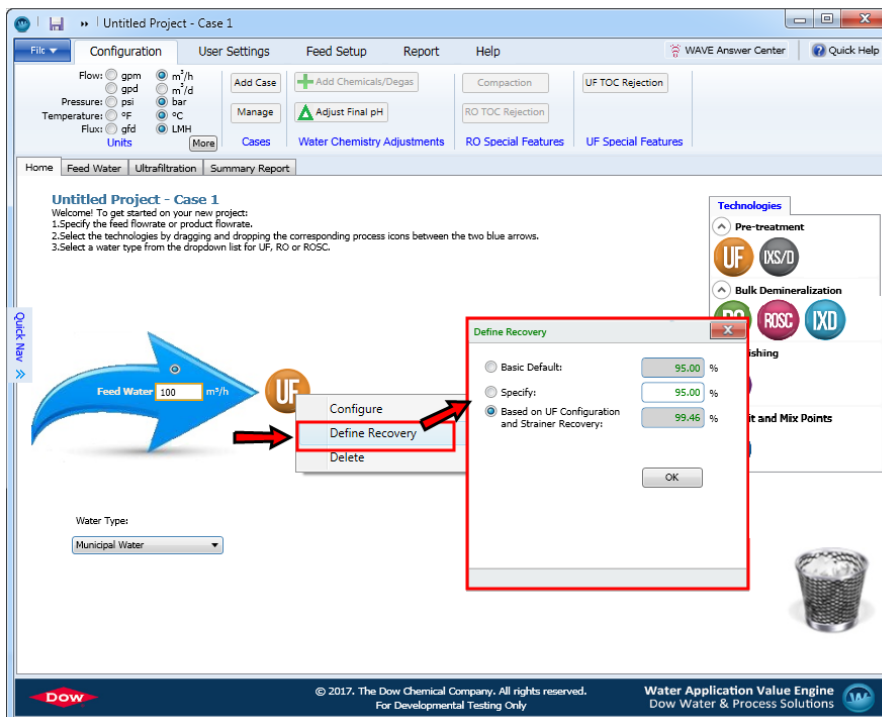 Untitled Project - Case 1
File Configuration User Settings Feed Setup Report Help WAVE Answer Center Quick Help
Flow: gpm m³/h
gpd m³/d
Pressure: psi bar
Temperature: ºF ºC
Flux: gfd LMH
Units More
Add Case
Manage
Cases
Add Chemicals/Degas
Adjust Final pH
Water Chemistry Adjustments
Compaction
RO TOC Rejection
RO Special Features
UF TOC Rejection
UF Special Features
Home Feed Water Ultrafiltration Summary Report
Untitled Project - Case 1
Welcome! To get started on your new project:
1.Specify the feed flowrate or product flowrate.
2.Select the technologies by dragging and dropping the corresponding process icons between the two blue arrows.
3.Select a water type from the dropdown list for UF, RO or ROSC.
Technologies
Pre-treatment
UF IXS/D
Bulk Demineralization
ROSC IXD
Quick Nav
Feed Water 100 m³/h
UF
Configure
Define Recovery
Delete
Define Recovery
Basic Default: 95.00 %
Specify: 95.00 %
Based on UF Configuration
and Strainer Recovery: 99.46 %
OK
ishing
it and Mix Points
Water Type:
Municipal Water
Dow
© 2017. The Dow Chemical Company. All rights reserved.
For Developmental Testing Only
Water Application Value Engine
Dow Water & Process Solutions